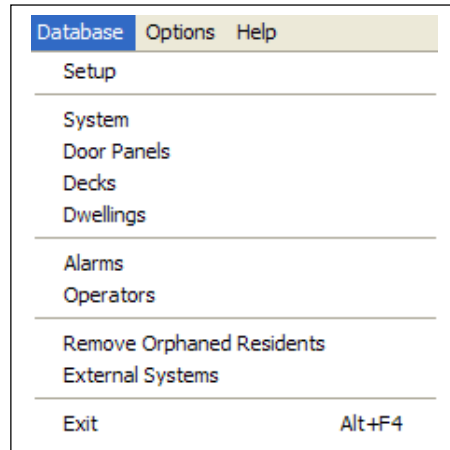 Database Options Help
Setup
System
Door Panels
Decks
Dwellings
Alarms
Operators
Remove Orphaned Residents
External Systems
Exit Alt+F4